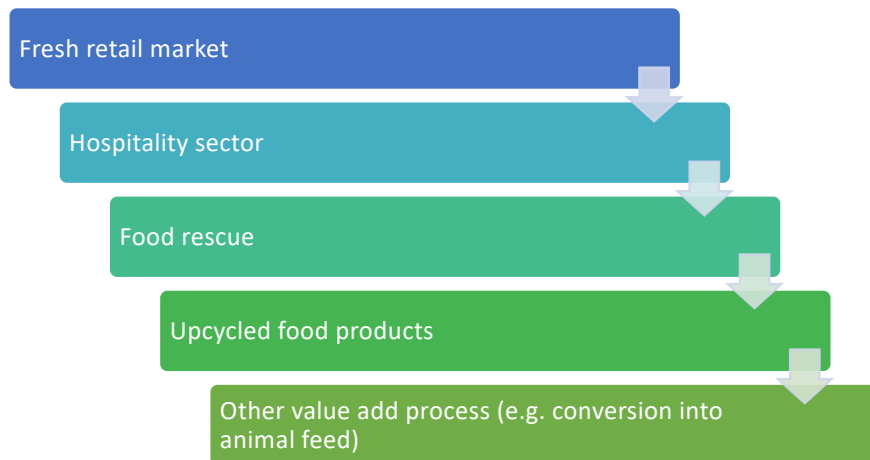 Fresh retail market
Hospitality sector
Food rescue
Upcycled food products
Other value add process (e.g. conversion into
animal feed)